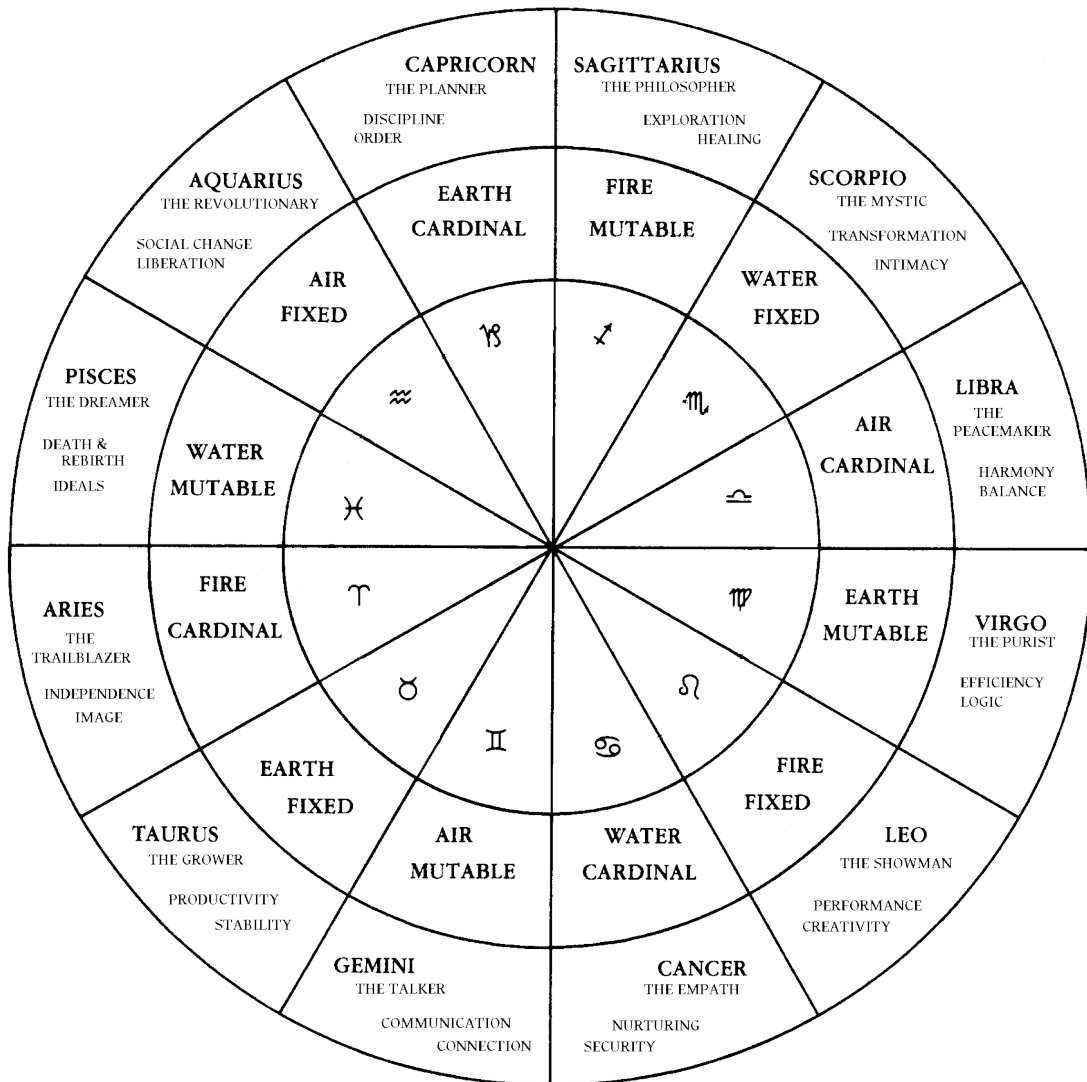 CAPRICORN
THE PLANNER
DISCIPLINE
ORDER
EARTH
CARDINAL
♑
SAGITTARIUS
THE PHILOSOPHER
EXPLORATION
HEALING
FIRE
MUTABLE
♐
SCORPIO
THE MYSTIC
TRANSFORMATION
INTIMACY
WATER
FIXED
♏
LIBRA
THE
PEACEMAKER
HARMONY
BALANCE
AIR
CARDINAL
♎
VIRGO
THE PURIST
EFFICIENCY
LOGIC
EARTH
MUTABLE
♍
LEO
THE SHOWMAN
PERFORMANCE
CREATIVITY
FIRE
FIXED
♌
CANCER
THE EMPATH
NURTURING
SECURITY
WATER
CARDINAL
♋
GEMINI
THE TALKER
COMMUNICATION
CONNECTION
AIR
MUTABLE
♊
TAURUS
THE GROWER
PRODUCTIVITY
STABILITY
EARTH
FIXED
♉
ARIES
THE
TRAILBLAZER
INDEPENDENCE
IMAGE
FIRE
CARDINAL
♈
PISCES
THE DREAMER
DEATH &
REBIRTH
IDEALS
WATER
MUTABLE
♓
AQUARIUS
THE REVOLUTIONARY
SOCIAL CHANGE
LIBERATION
AIR
FIXED
♒